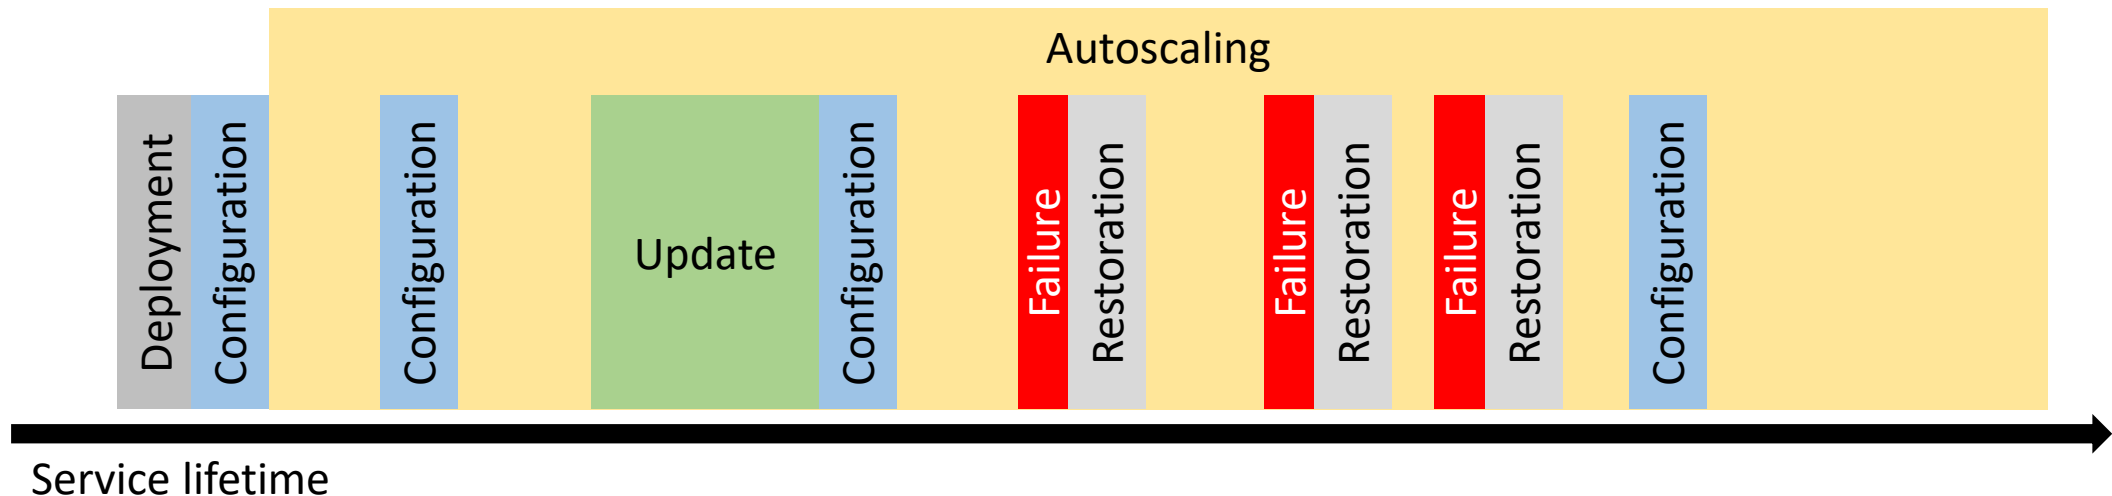 Autoscaling
Deployment
Configuration
Configuration
Update
Configuration
Failure
Restoration
Failure
Restoration
Failure
Restoration
Configuration
Service lifetime